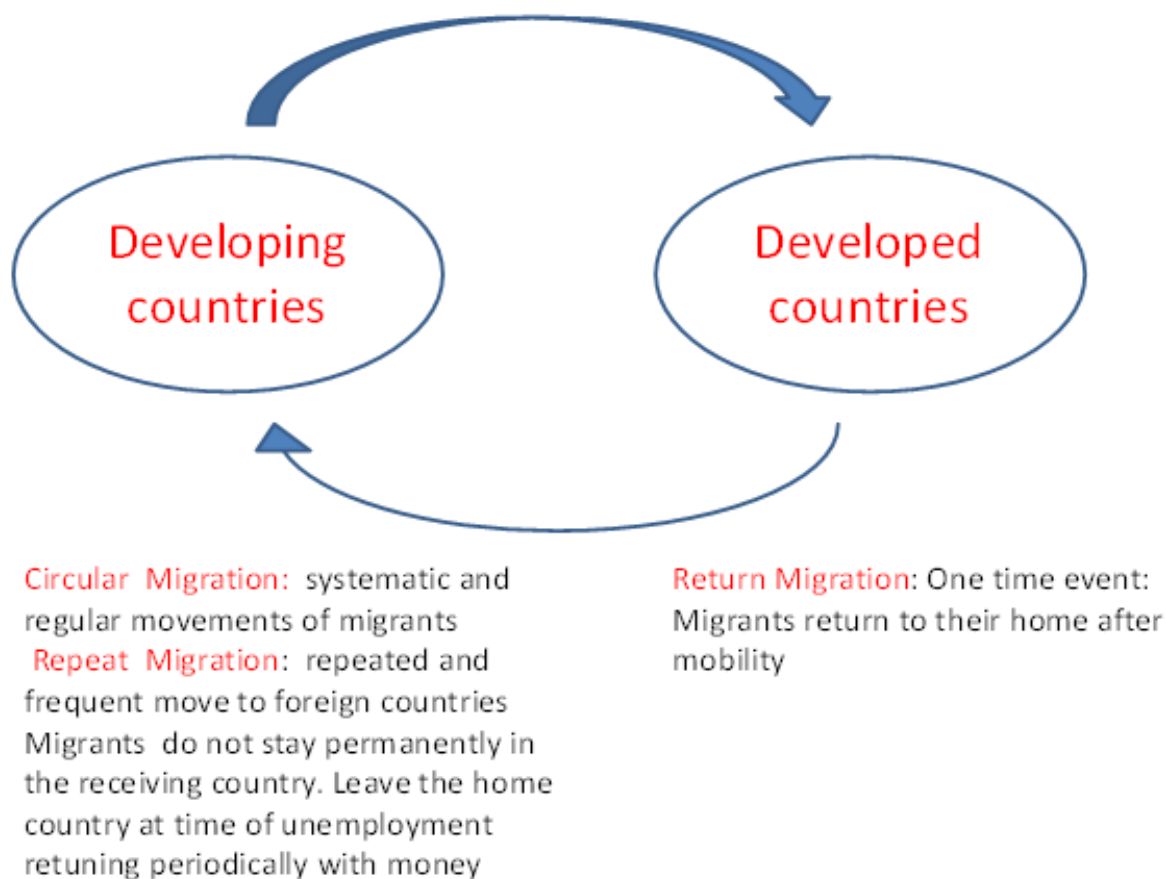 Developing
countries
Developed
countries
Circular Migration: systematic and
regular movements of migrants
Repeat Migration: repeated and
frequent move to foreign countries
Migrants do not stay permanently in
the receiving country. Leave the home
country at time of unemployment
retuning periodically with money
Return Migration: One time event:
Migrants return to their home after
mobility